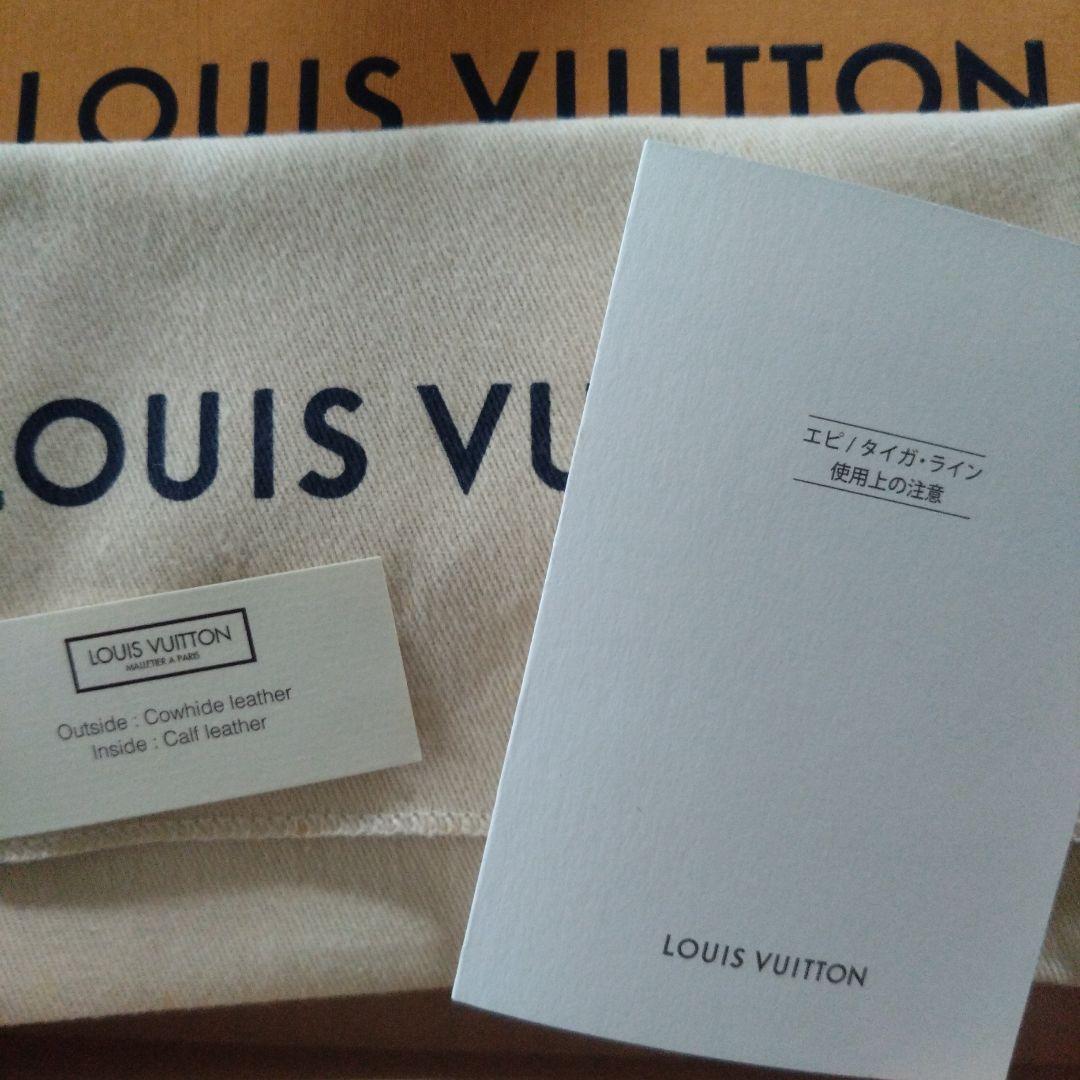 LOUIS VUITTON
LOUIS VU
エピ / タイガ・ライン
使用上の注意
LOUIS VUITTON
MALLETIER A PARIS
Outside : Cowhide leather
Inside : Calf leather
LOUIS VUITTON